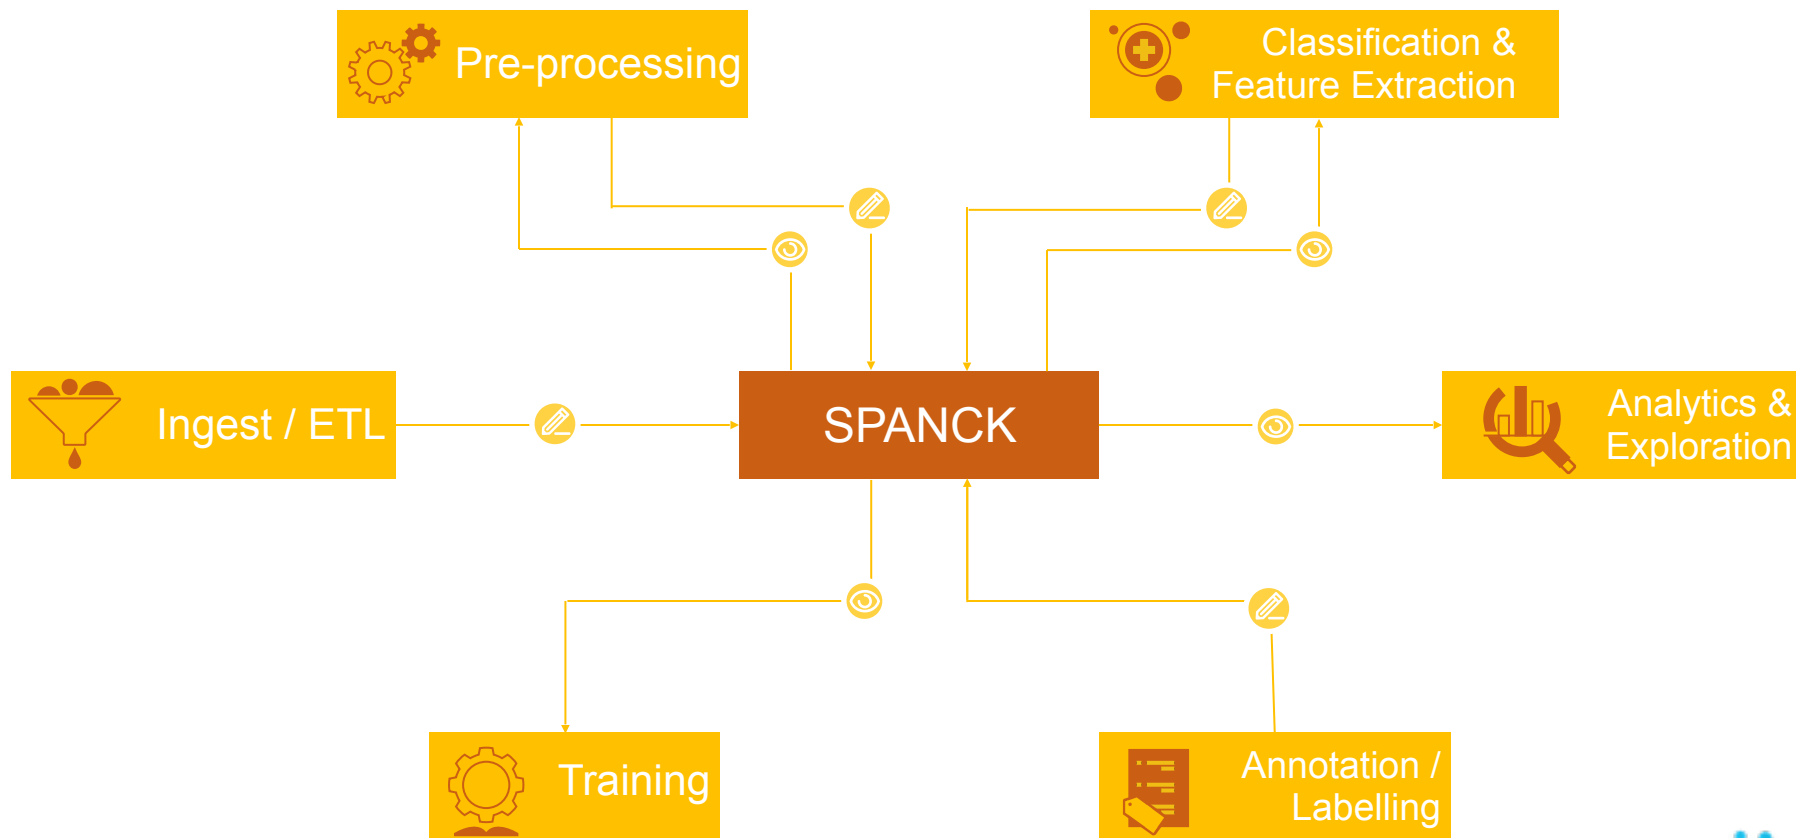 Pre-processing
Classification &
Feature Extraction
Ingest / ETL
SPANCK
Analytics &
Exploration
Training
Annotation /
Labelling